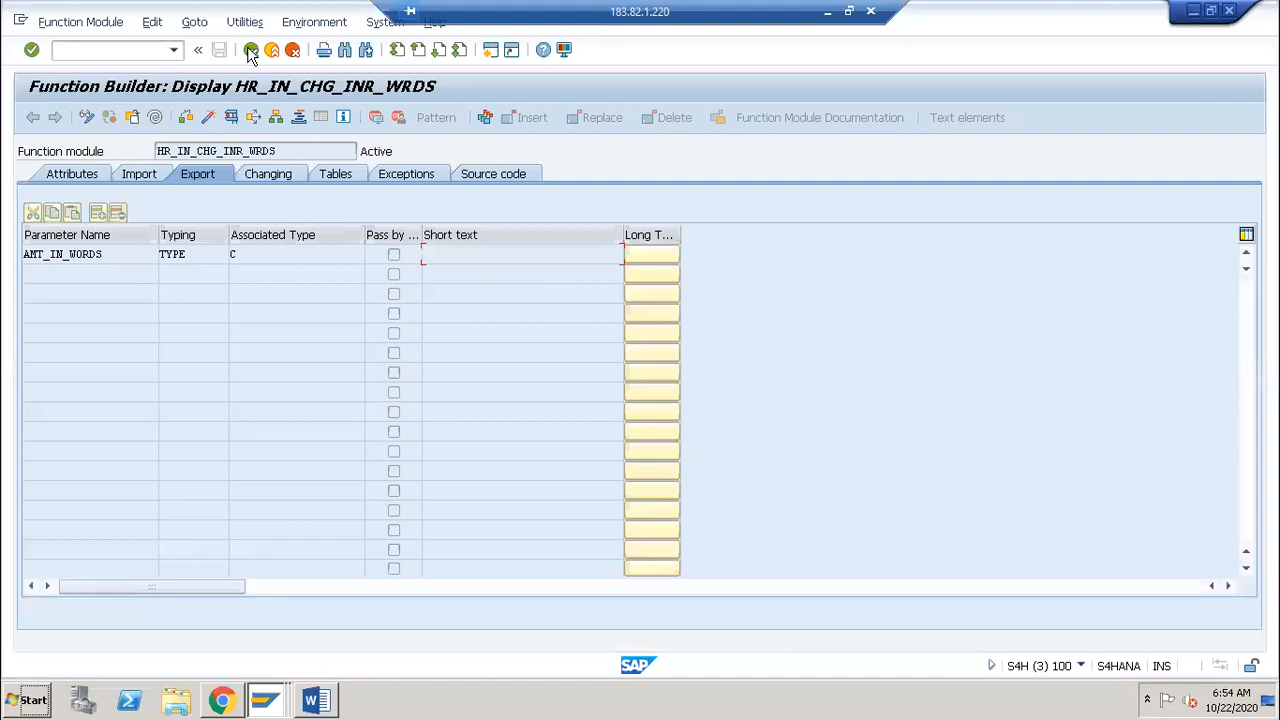 183.82.1.220
Function Module Edit Goto Utilities Environment System Help
Function Builder: Display HR_IN_CHG_INR_WRDS
Pattern Insert Replace Delete Function Module Documentation Text elements
Function module HR_IN_CHG_INR_WRDS Active
Attributes Import Export Changing Tables Exceptions Source code
Parameter Name Typing Associated Type Pass by ... Short text Long T...
AMT_IN_WORDS TYPE C
SAP S4H (3) 100 S4HANA INS
Start 6:54 AM
10/22/2020